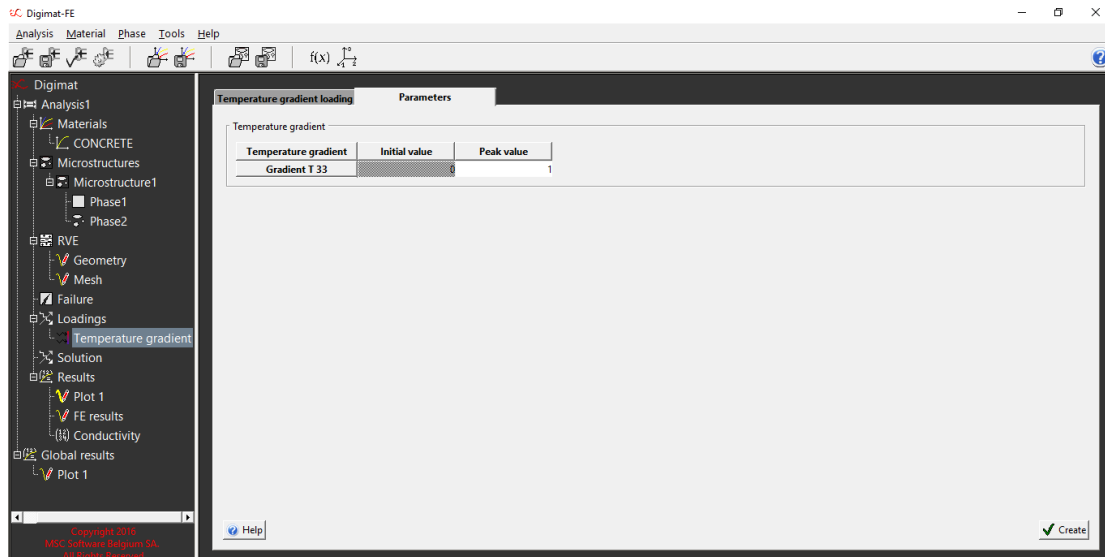 Digimat-FE
Analysis Material Phase Tools Help
f(x)
Digimat
Analysis1
Materials
CONCRETE
Microstructures
Microstructure1
Phase1
Phase2
RVE
Geometry
Mesh
Failure
Loadings
Temperature gradient
Solution
Results
Plot 1
FE results
Conductivity
Global results
Plot 1
Copyright 2016
MSC Software Belgium SA.
All Rights Reserved
Temperature gradient loading Parameters
Temperature gradient
Temperature gradient Initial value Peak value
Gradient T 33 0 1
Help
Create